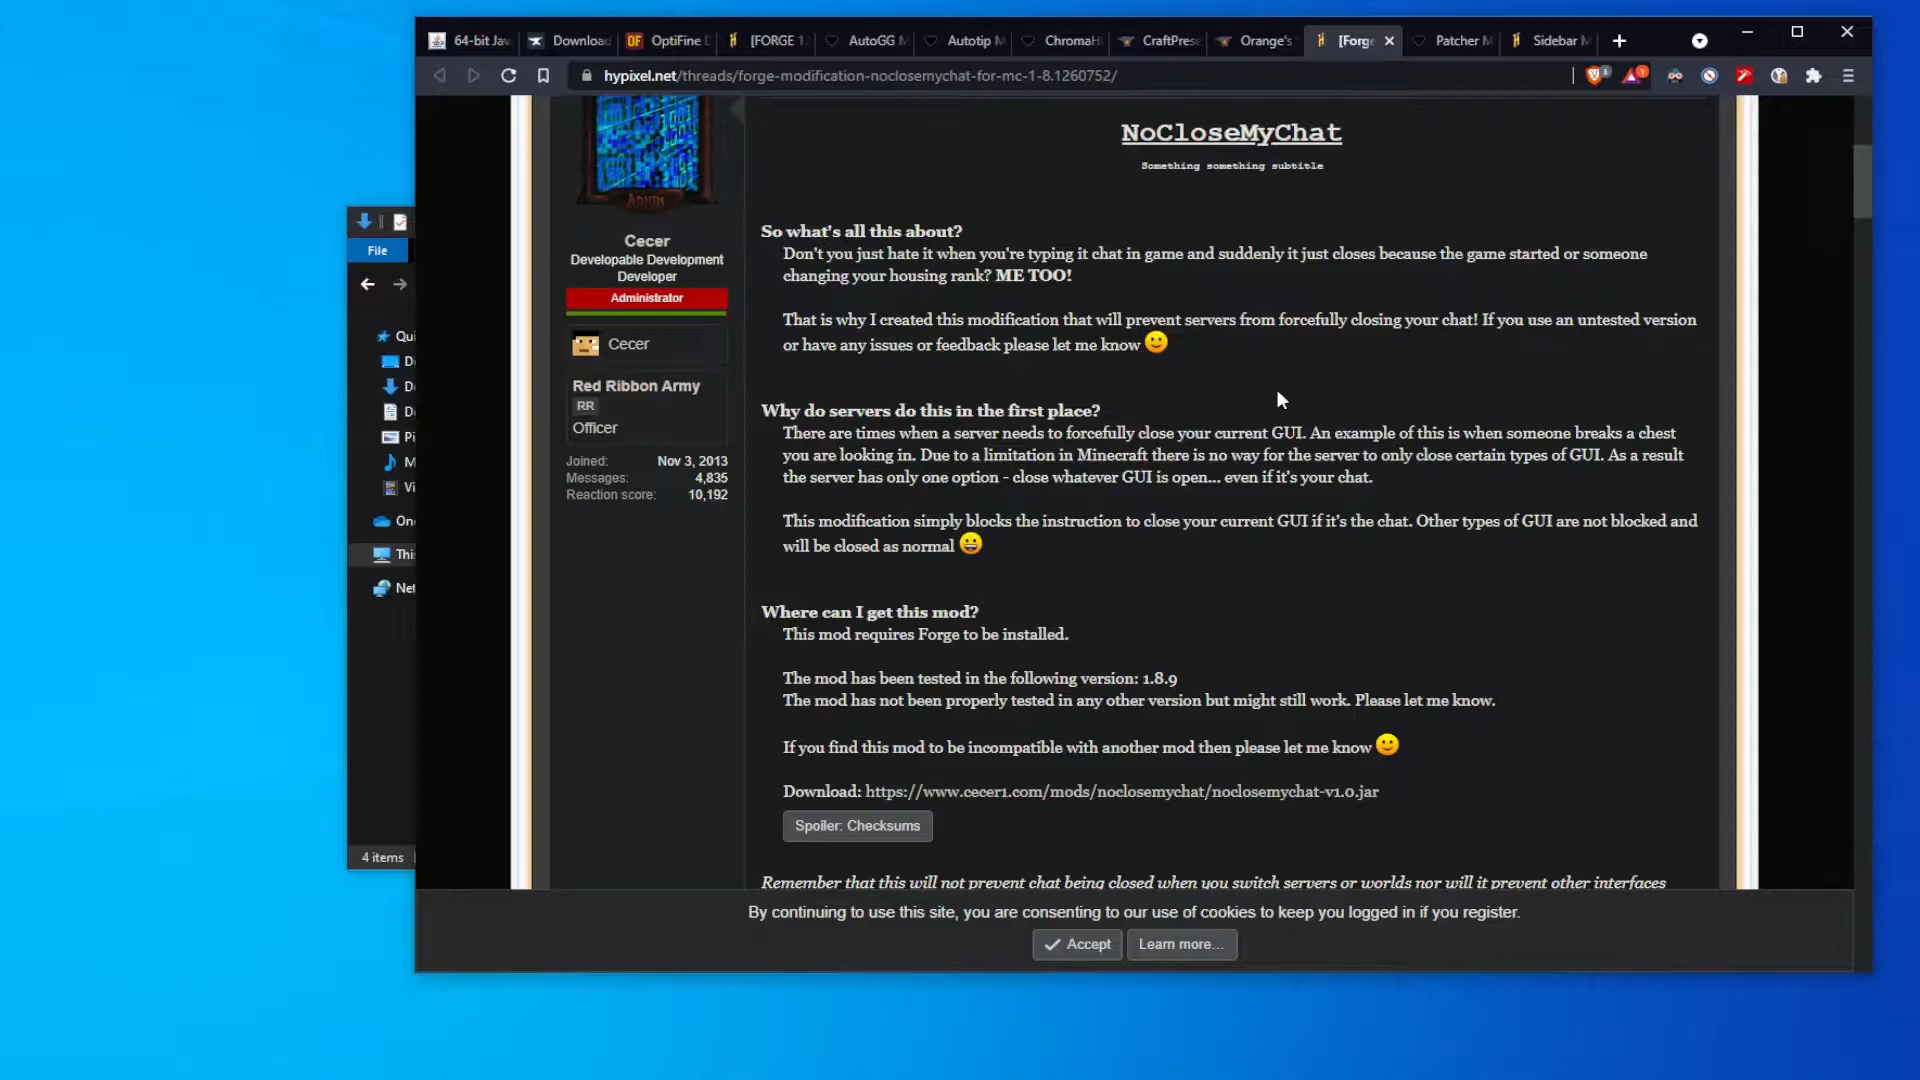 64-bit Jav
Download
OF OptiFine D
[FORGE 1.
AutoGG M
Autotip M
ChromaH
CraftPrese
Orange's
[Forge
Patcher M
Sidebar M
hypixel.net/threads/forge-modification-noclosemychat-for-mc-1-8.1260752/
File
Qui
D
D
D
Pi
M
Vi
On
Thi
Net
4 items
ADMIN
Cecer
Developable Development
Developer
Administrator
Cecer
Red Ribbon Army
RR
Officer
Joined: Nov 3, 2013
Messages: 4,835
Reaction score: 10,192
NoCloseMyChat
Something something subtitle
So what's all this about?
Don't you just hate it when you're typing it chat in game and suddenly it just closes because the game started or someone
changing your housing rank? ME TOO!
That is why I created this modification that will prevent servers from forcefully closing your chat! If you use an untested version
or have any issues or feedback please let me know
Why do servers do this in the first place?
There are times when a server needs to forcefully close your current GUI. An example of this is when someone breaks a chest
you are looking in. Due to a limitation in Minecraft there is no way for the server to only close certain types of GUI. As a result
the server has only one option - close whatever GUI is open... even if it's your chat.
This modification simply blocks the instruction to close your current GUI if it's the chat. Other types of GUI are not blocked and
will be closed as normal
Where can I get this mod?
This mod requires Forge to be installed.
The mod has been tested in the following version: 1.8.9
The mod has not been properly tested in any other version but might still work. Please let me know.
If you find this mod to be incompatible with another mod then please let me know
Download: https://www.cecer1.com/mods/noclosemychat/noclosemychat-v1.0.jar
Spoiler: Checksums
Remember that this will not prevent chat being closed when you switch servers or worlds nor will it prevent other interfaces
By continuing to use this site, you are consenting to our use of cookies to keep you logged in if you register.
Accept
Learn more...